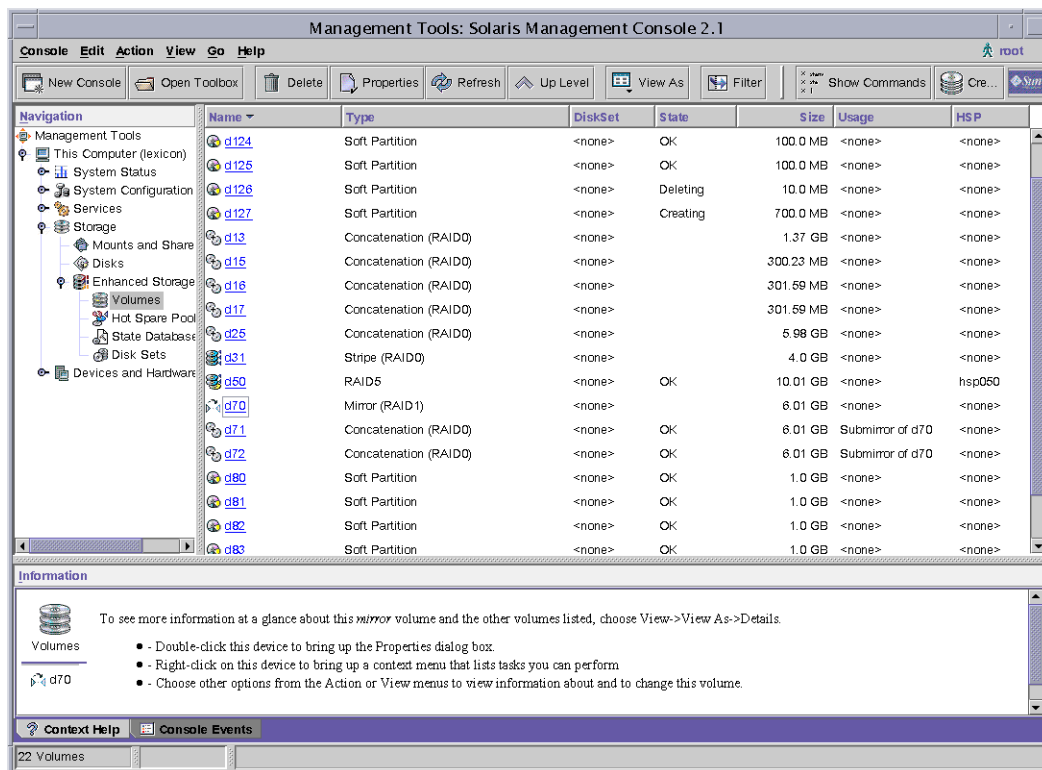 Management Tools: Solaris Management Console 2.1
Console Edit Action View Go Help root
New Console Open Toolbox Delete Properties Refresh Up Level View As Filter Show Commands Cre... Sun
Navigation
Management Tools
This Computer (lexicon)
System Status
System Configuration
Services
Storage
Mounts and Share
Disks
Enhanced Storage
Volumes
Hot Spare Pool
State Database
Disk Sets
Devices and Hardware
Name Type DiskSet State Size Usage HSP
d124 Soft Partition <none> OK 100.0 MB <none> <none>
d125 Soft Partition <none> OK 100.0 MB <none> <none>
d126 Soft Partition <none> Deleting 10.0 MB <none> <none>
d127 Soft Partition <none> Creating 700.0 MB <none> <none>
d13 Concatenation (RAID0) <none> 1.37 GB <none> <none>
d15 Concatenation (RAID0) <none> 300.23 MB <none> <none>
d16 Concatenation (RAID0) <none> 301.59 MB <none> <none>
d17 Concatenation (RAID0) <none> 301.59 MB <none> <none>
d25 Concatenation (RAID0) <none> 5.98 GB <none> <none>
d31 Stripe (RAID0) <none> 4.0 GB <none> <none>
d50 RAID5 <none> OK 10.01 GB <none> hsp050
d70 Mirror (RAID1) <none> 6.01 GB <none> <none>
d71 Concatenation (RAID0) <none> OK 6.01 GB Submirror of d70 <none>
d72 Concatenation (RAID0) <none> OK 6.01 GB Submirror of d70 <none>
d80 Soft Partition <none> OK 1.0 GB <none> <none>
d81 Soft Partition <none> OK 1.0 GB <none> <none>
d82 Soft Partition <none> OK 1.0 GB <none> <none>
d83 Soft Partition <none> OK 1.0 GB <none> <none>
Information
Volumes
d70
To see more information at a glance about this mirror volume and the other volumes listed, choose View->View As->Details.
● - Double-click this device to bring up the Properties dialog box.
● - Right-click on this device to bring up a context menu that lists tasks you can perform
● - Choose other options from the Action or View menus to view information about and to change this volume.
Context Help Console Events
22 Volumes